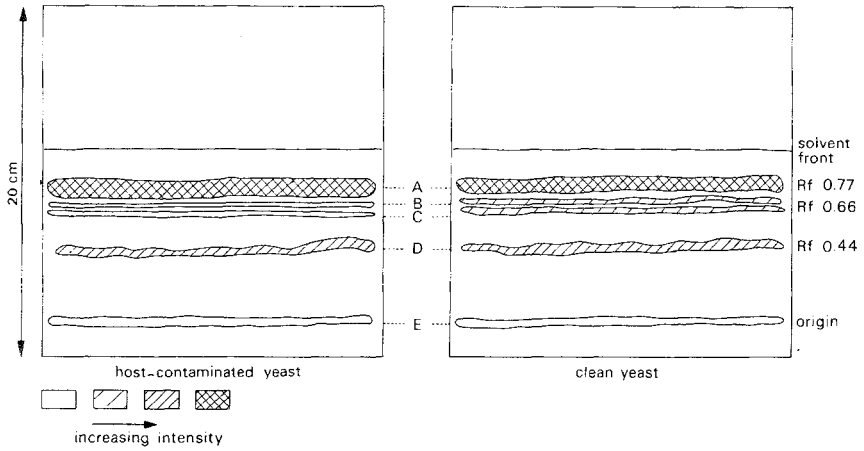 20 cm
A
B
C
D
E
solvent
front
Rf 0.77
Rf 0.66
Rf 0.44
origin
host-contaminated yeast
clean yeast
increasing intensity